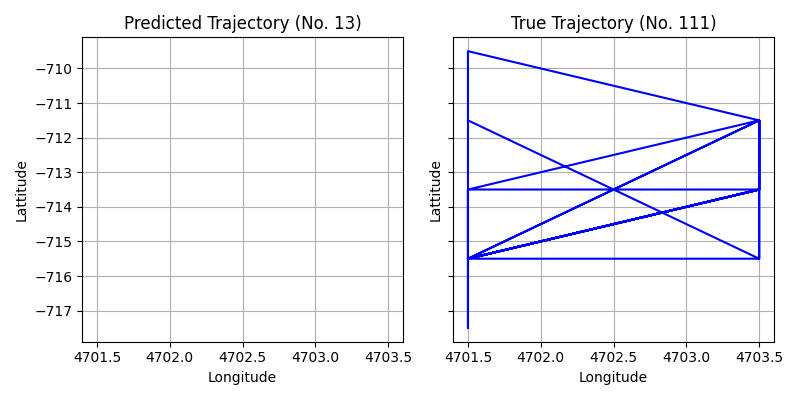 Predicted Trajectory (No. 13)
True Trajectory (No. 111)
−710
−711
−712
−713
−714
−715
−716
−717
Lattitude
Lattitude
4701.5 4702.0 4702.5 4703.0 4703.5
4701.5 4702.0 4702.5 4703.0 4703.5
Longitude
Longitude